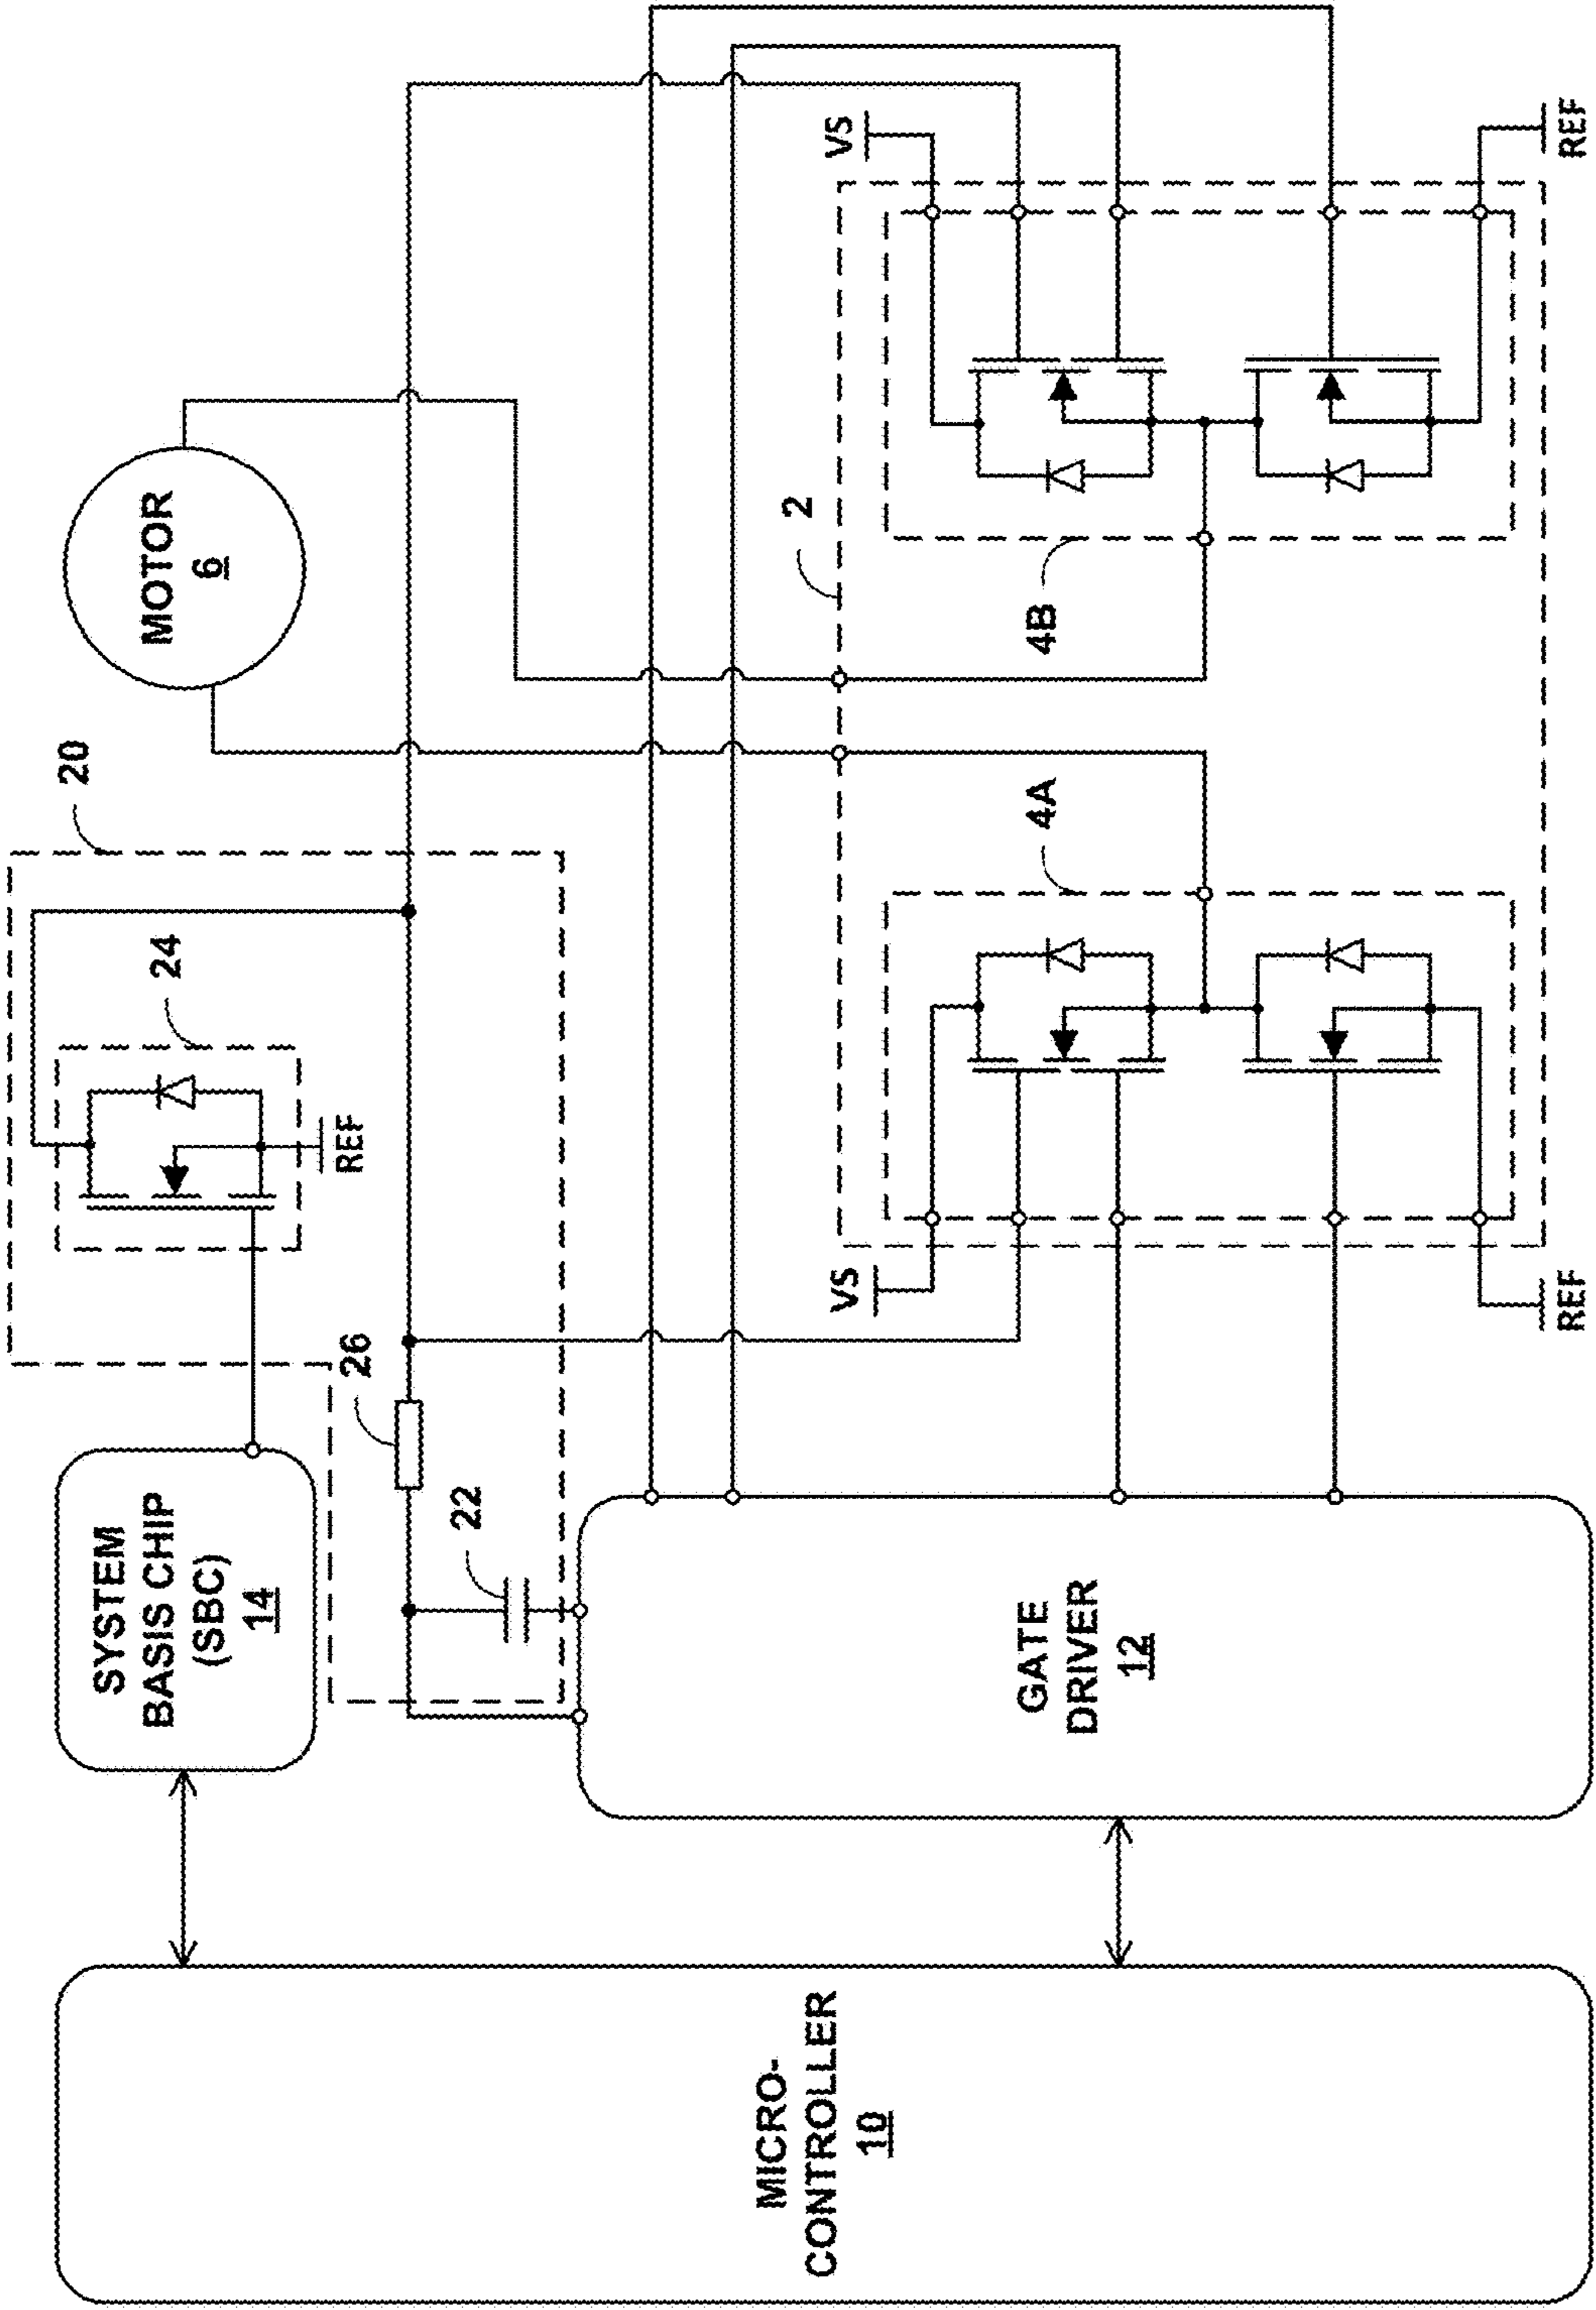 MICRO-
CONTROLLER
10
SYSTEM
BASIS CHIP
(SBC)
14
GATE
DRIVER
12
22
26
20
24
REF
MOTOR
6
2
VS
4A
REF
4B
VS
REF